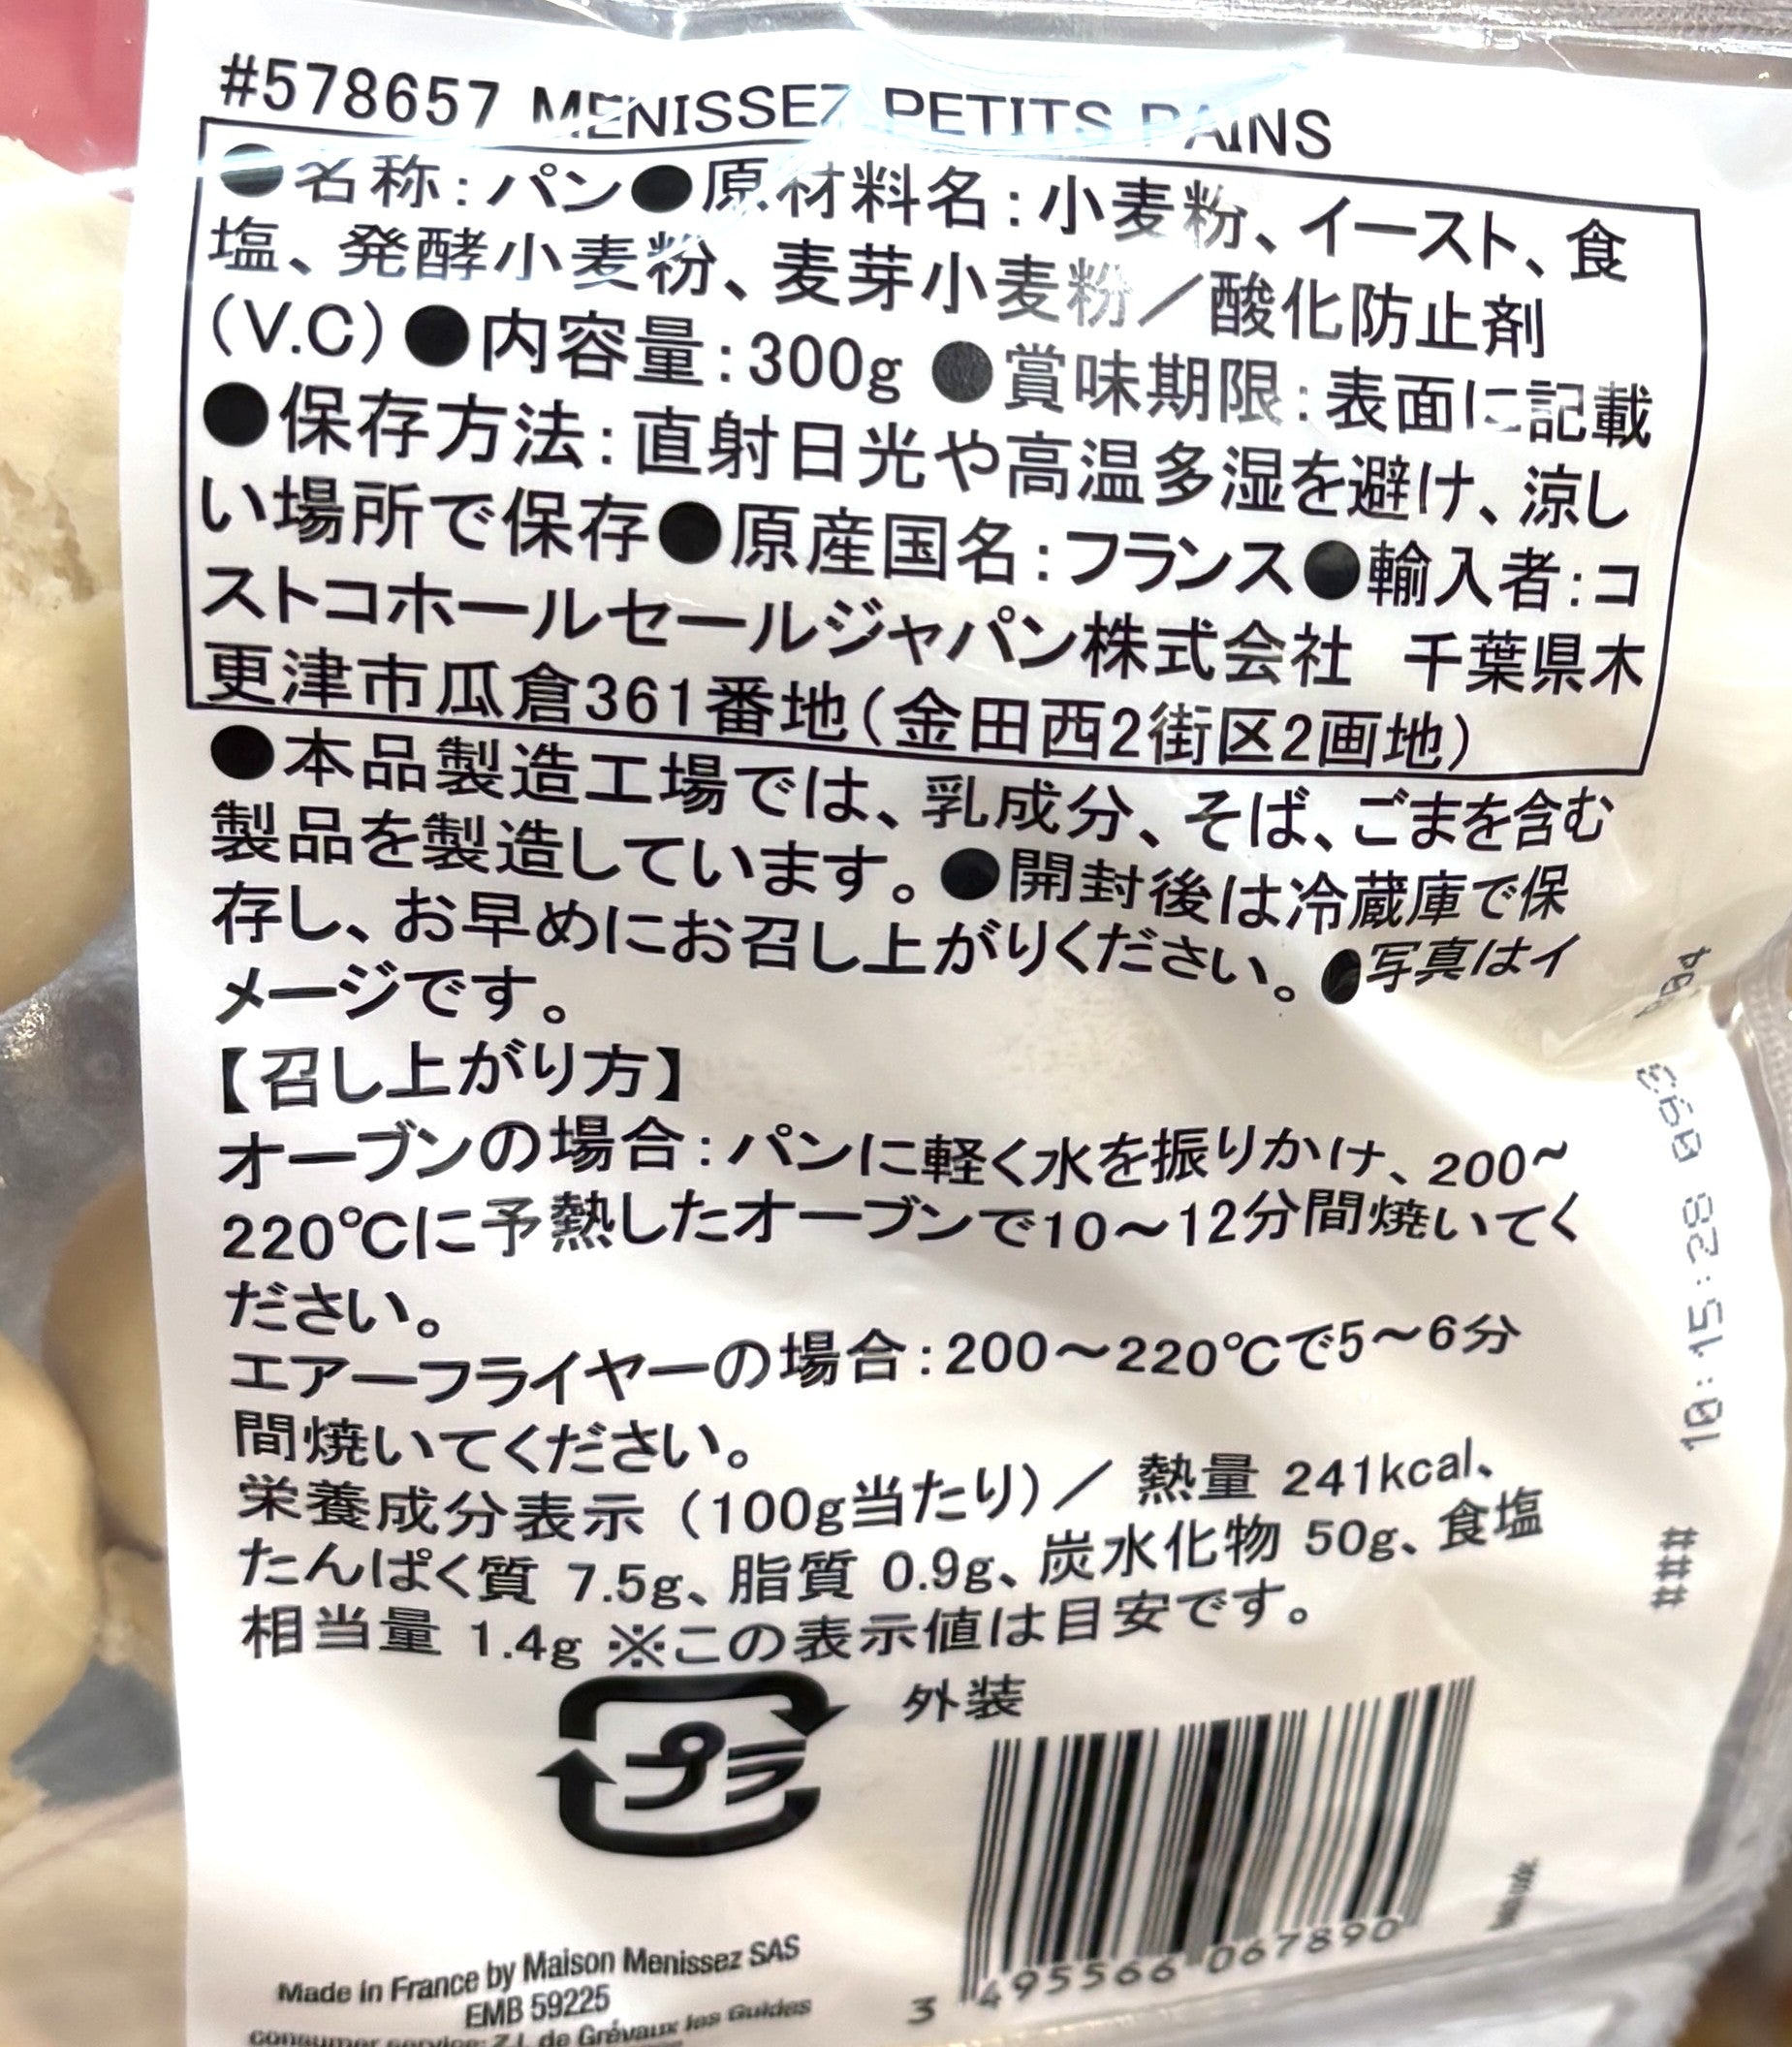 #578657 MENISSEZ PETITS PAINS
●名称:パン●原材料名:小麦粉、イースト、食
塩、発酵小麦粉、麦芽小麦粉／酸化防止剤
(V.C)●内容量:300g ●賞味期限:表面に記載
●保存方法:直射日光や高温多湿を避け、涼し
い場所で保存●原産国名:フランス●輸入者:コ
ストコホールセールジャパン株式会社 千葉県木
更津市瓜倉361番地(金田西2街区2画地)
●本品製造工場では、乳成分、そば、ごまを含む
製品を製造しています。●開封後は冷蔵庫で保
存し、お早めにお召し上がりください。●写真はイ
メージです。
【召し上がり方】
オーブンの場合:パンに軽く水を振りかけ、200～
220℃に予熱したオーブンで10～12分間焼いてく
ださい。
エアーフライヤーの場合:200～220℃で5～6分
間焼いてください。
栄養成分表示 (100g当たり)／ 熱量 241kcal、
たんぱく質 7.5g、脂質 0.9g、炭水化物 50g、食塩
相当量 1.4g ※この表示値は目安です。
外装
プラ
3 495566 067890
Made in France by Maison Menissez SAS
EMB 59225
consumer service: Z.I. de Grévaux les Guides
### 10:15:28 093